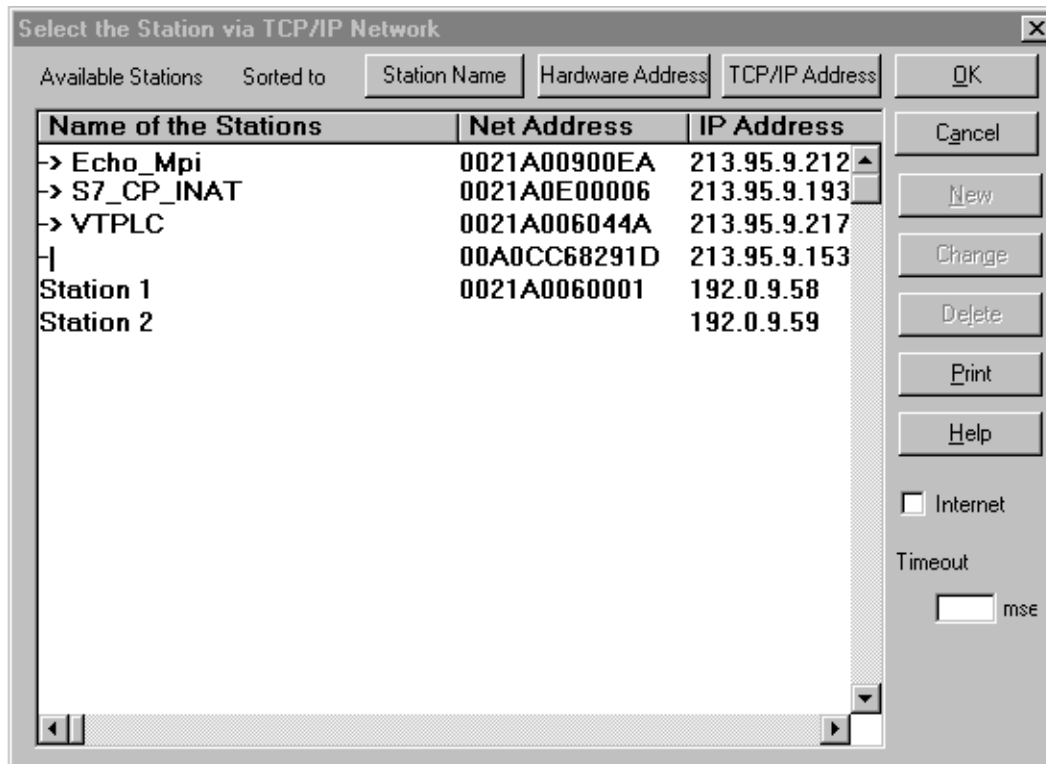 Select the Station via TCP/IP Network
Available Stations Sorted to Station Name Hardware Address TCP/IP Address OK
Name of the Stations Net Address IP Address
Cancel
-> Echo_Mpi 0021A00900EA 213.95.9.212
-> S7_CP_INAT 0021A0E00006 213.95.9.193
New
-> VTPLC 0021A006044A 213.95.9.217
-| 00A0CC68291D 213.95.9.153
Change
Station 1 0021A0060001 192.0.9.58
Station 2 192.0.9.59
Delete
Print
Help
Internet
Timeout
mse